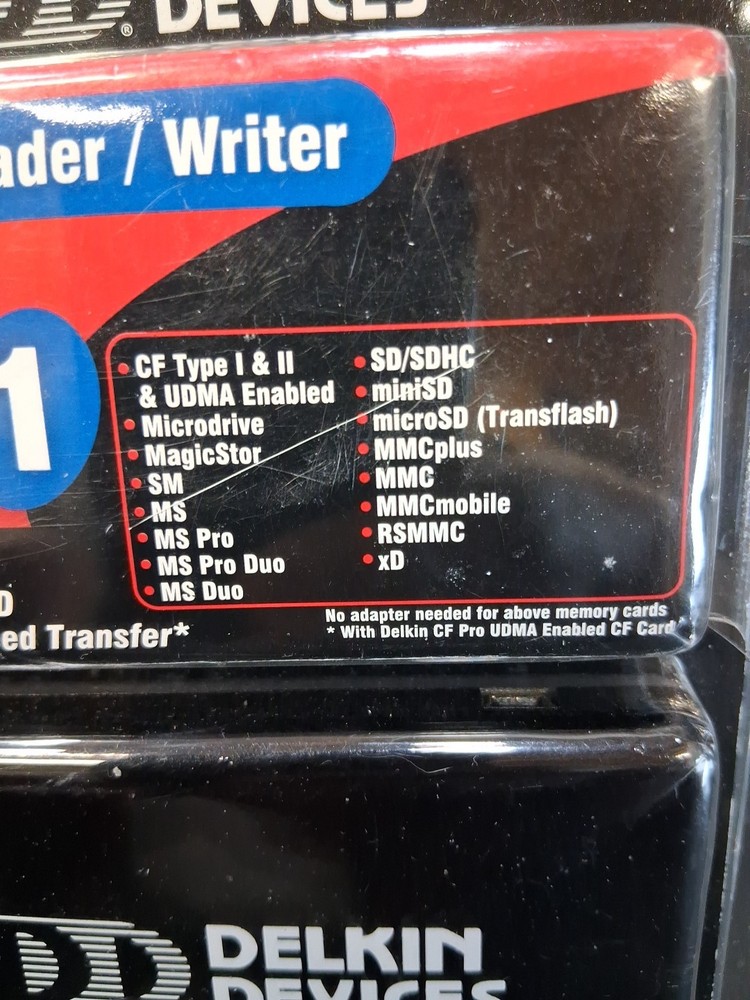 DEVICES
ader / Writer
1
• CF Type I & II
& UDMA Enabled
• Microdrive
• MagicStor
• SM
• MS
• MS Pro
• MS Pro Duo
• MS Duo
• SD/SDHC
• miniSD
• microSD (Transflash)
• MMCplus
• MMC
• MMCmobile
• RSMMC
• xD
D
ed Transfer*
No adapter needed for above memory cards
* With Delkin CF Pro UDMA Enabled CF Card
DELKIN
DEVICES